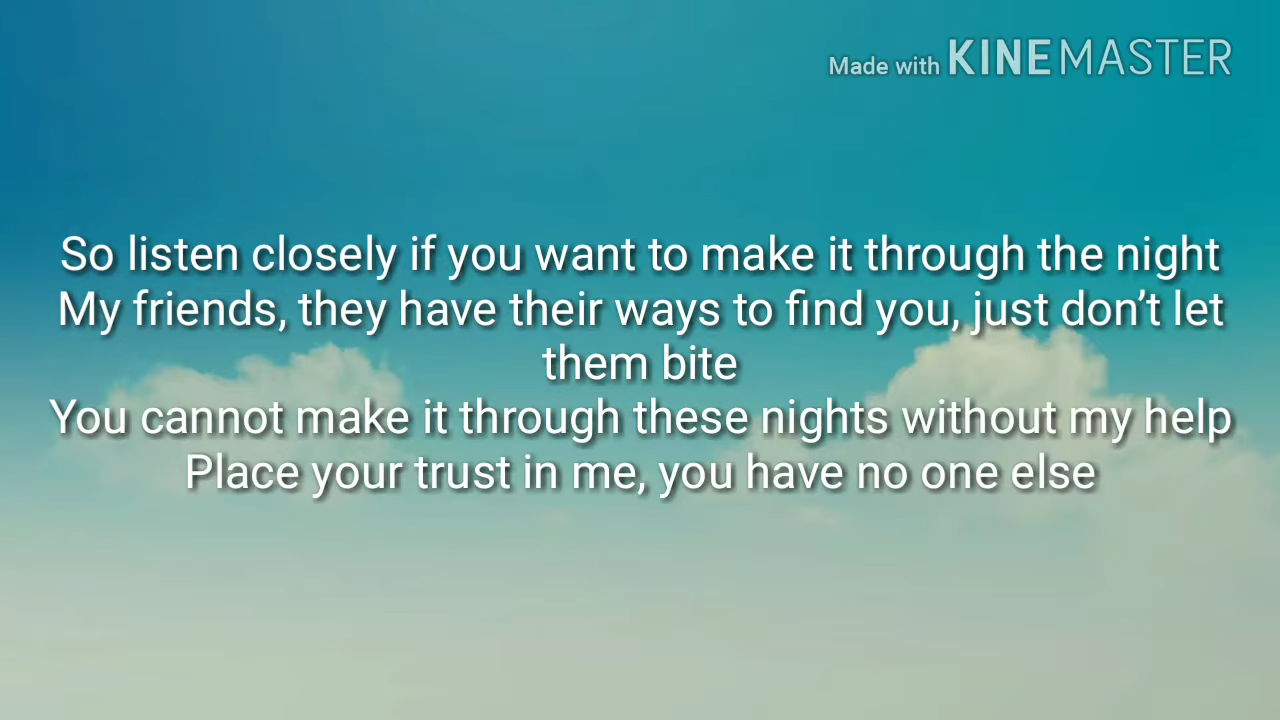 Made with KINEMASTER
So listen closely if you want to make it through the night
My friends, they have their ways to find you, just don’t let
them bite
You cannot make it through these nights without my help
Place your trust in me, you have no one else